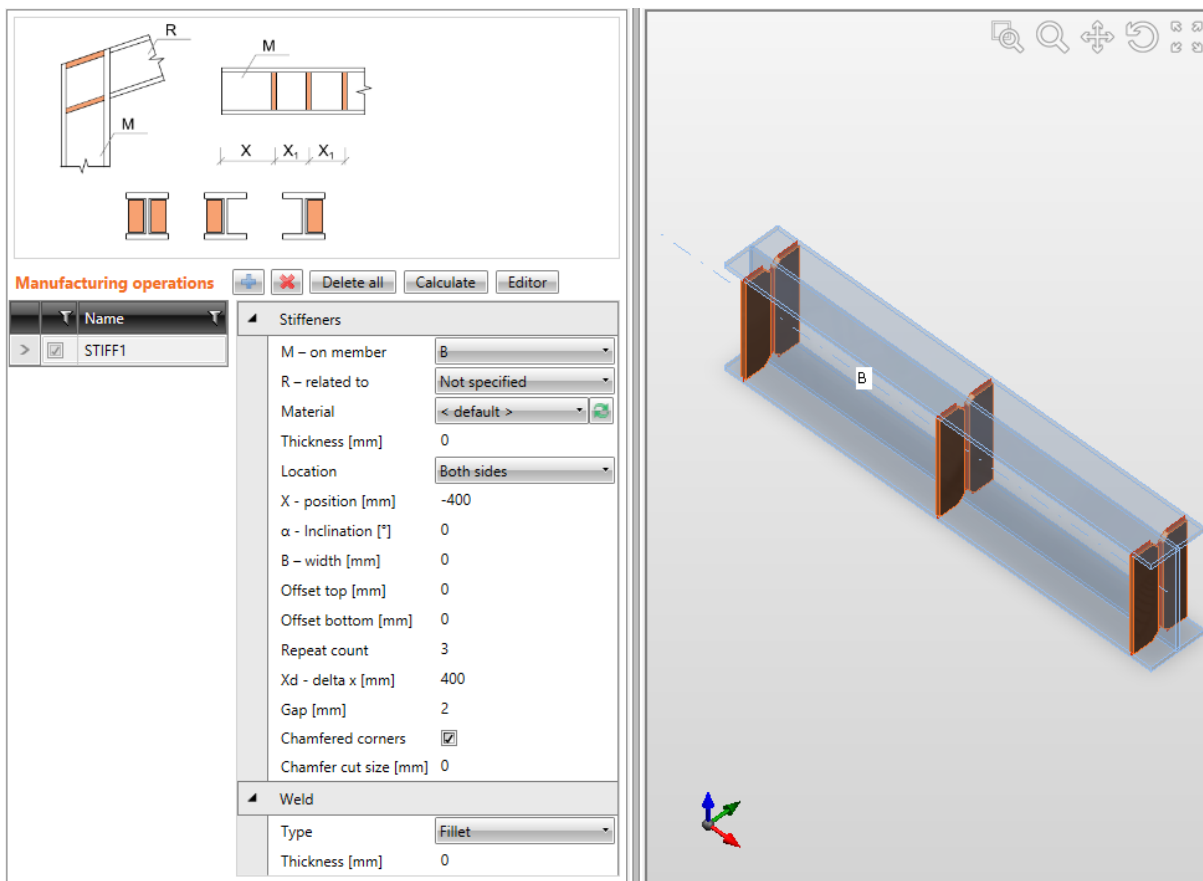 R
M
M
X X₁ X₁
Manufacturing operations Delete all Calculate Editor
Name
STIFF1
Stiffeners
M – on member B
R – related to Not specified
Material < default >
Thickness [mm] 0
Location Both sides
X - position [mm] -400
α - Inclination [°] 0
B – width [mm] 0
Offset top [mm] 0
Offset bottom [mm] 0
Repeat count 3
Xd - delta x [mm] 400
Gap [mm] 2
Chamfered corners
Chamfer cut size [mm] 0
Weld
Type Fillet
Thickness [mm] 0
B